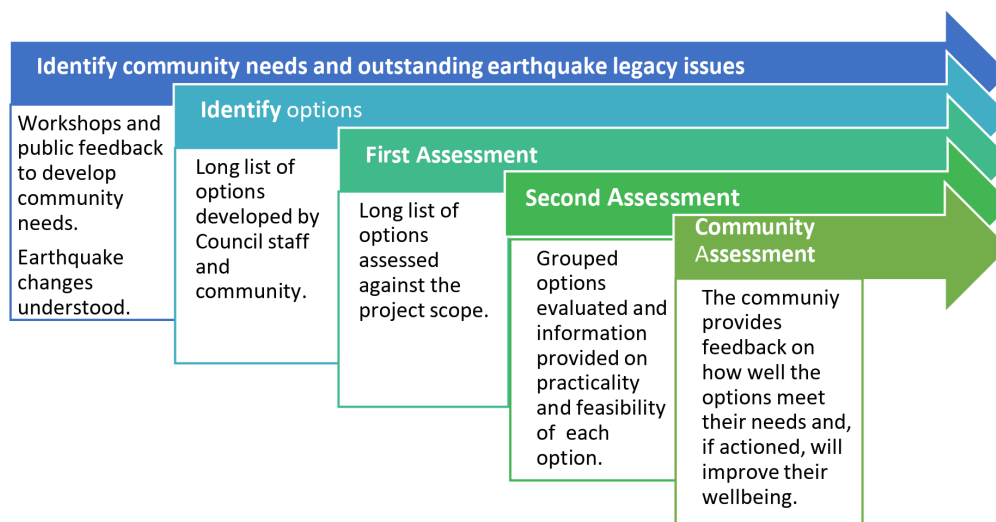 Identify community needs and outstanding earthquake legacy issues
Workshops and
public feedback
to develop
community
needs.
Earthquake
changes
understood.
Identify options
Long list of
options
developed by
Council staff
and
community.
First Assessment
Long list of
options
assessed
against the
project scope.
Second Assessment
Grouped
options
evaluated and
information
provided on
practicality
and feasibility
of each
option.
Community
Assessment
The communiy
provides
feedback on
how well the
options meet
their needs and,
if actioned, will
improve their
wellbeing.